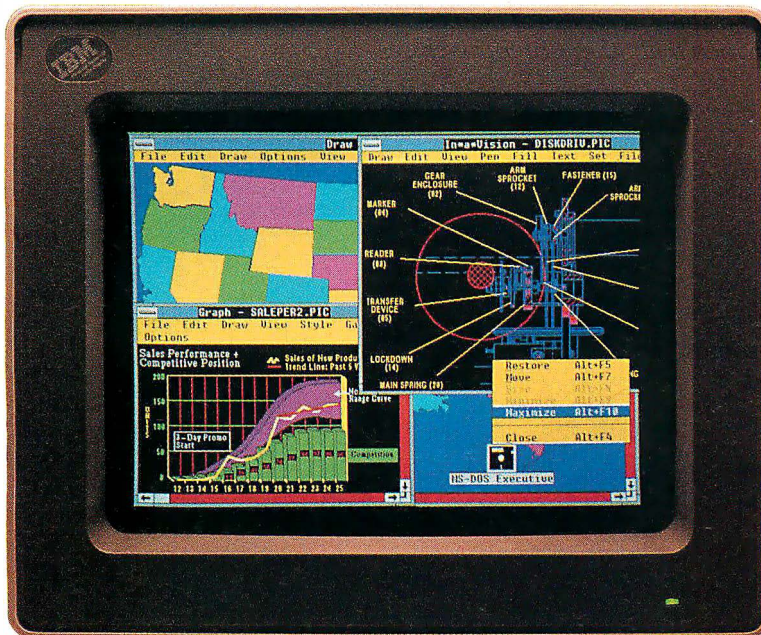 IBM
Draw
File Edit Draw Options View
In*a*Vision - DISKDRIV.PIC
Draw Edit View Pen Fill Text Set File
GEAR
ENCLOSURE
(02)
ARM
SPROCKET
(12)
FASTENER (15)
MARKER
(04)
READER
TRANSFER
DEVICE
(05)
LOCKDOWN
(14)
MAIN SPRING (20)
Graph - SALEPER2.PIC
File Edit Draw View Style Ga
Options
Sales Performance +
Competitive Position
Sales of New Produ
Trend Line: Past 5 Y
Range Curve
200
150
100
50
0
3-Day Promo
Start
Competition
12 13 14 15 16 17 18 19 20 21 22 23 24 25
Restore Alt+F5
Move Alt+F7
Maximize Alt+F10
Close Alt+F4
MS-DOS Executive